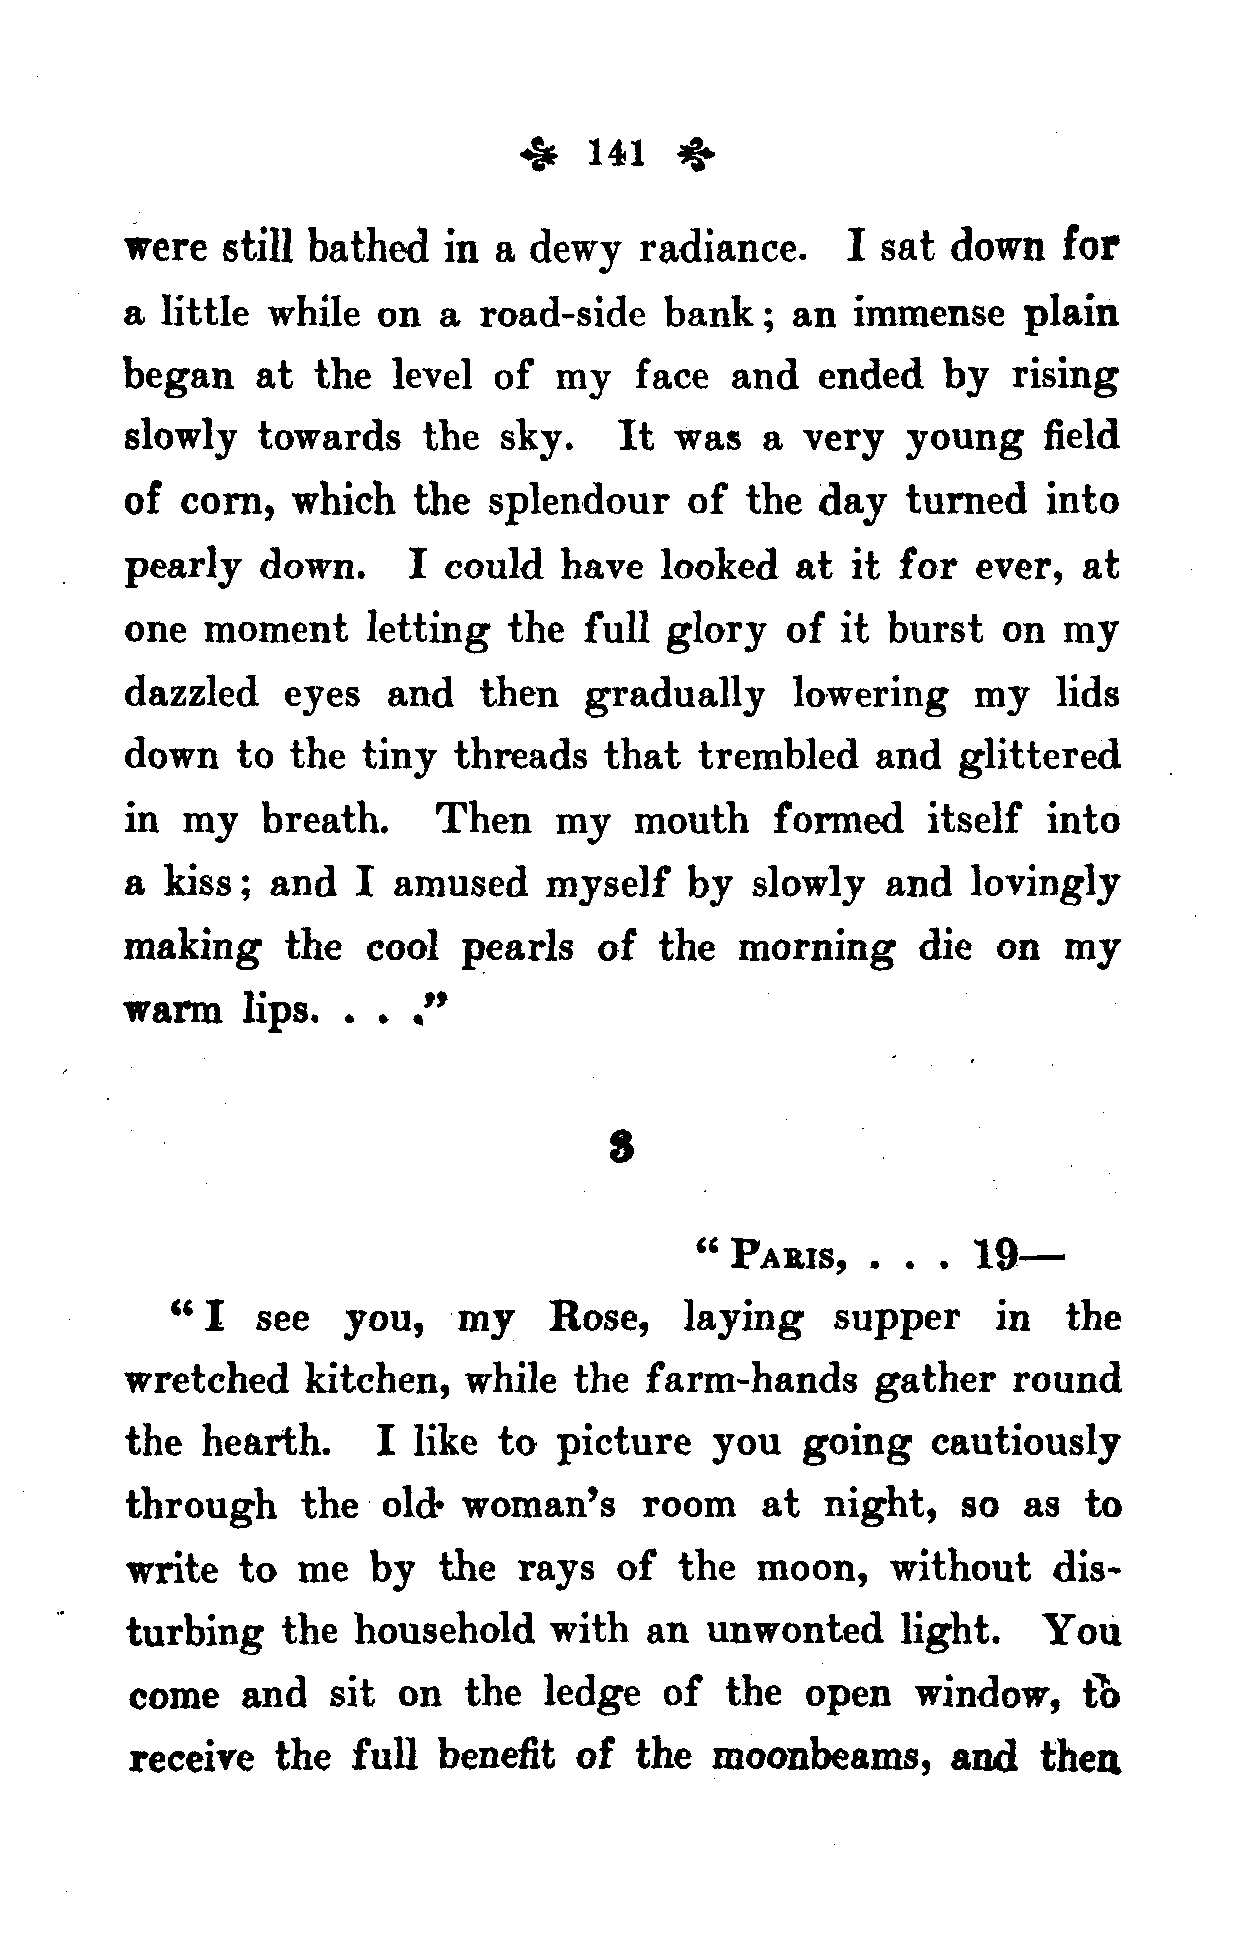 141
were still bathed in a dewy radiance. I sat down for
a little while on a road-side bank; an immense plain
began at the level of my face and ended by rising
slowly towards the sky. It was a very young field
of corn, which the splendour of the day turned into
pearly down. I could have looked at it for ever, at
one moment letting the full glory of it burst on my
dazzled eyes and then gradually lowering my lids
down to the tiny threads that trembled and glittered
in my breath. Then my mouth formed itself into
a kiss; and I amused myself by slowly and lovingly
making the cool pearls of the morning die on my
warm lips. . . ."
3
"PARIS, . . . 19—
"I see you, my Rose, laying supper in the
wretched kitchen, while the farm-hands gather round
the hearth. I like to picture you going cautiously
through the old woman's room at night, so as to
write to me by the rays of the moon, without dis-
turbing the household with an unwonted light. You
come and sit on the ledge of the open window, to
receive the full benefit of the moonbeams, and then